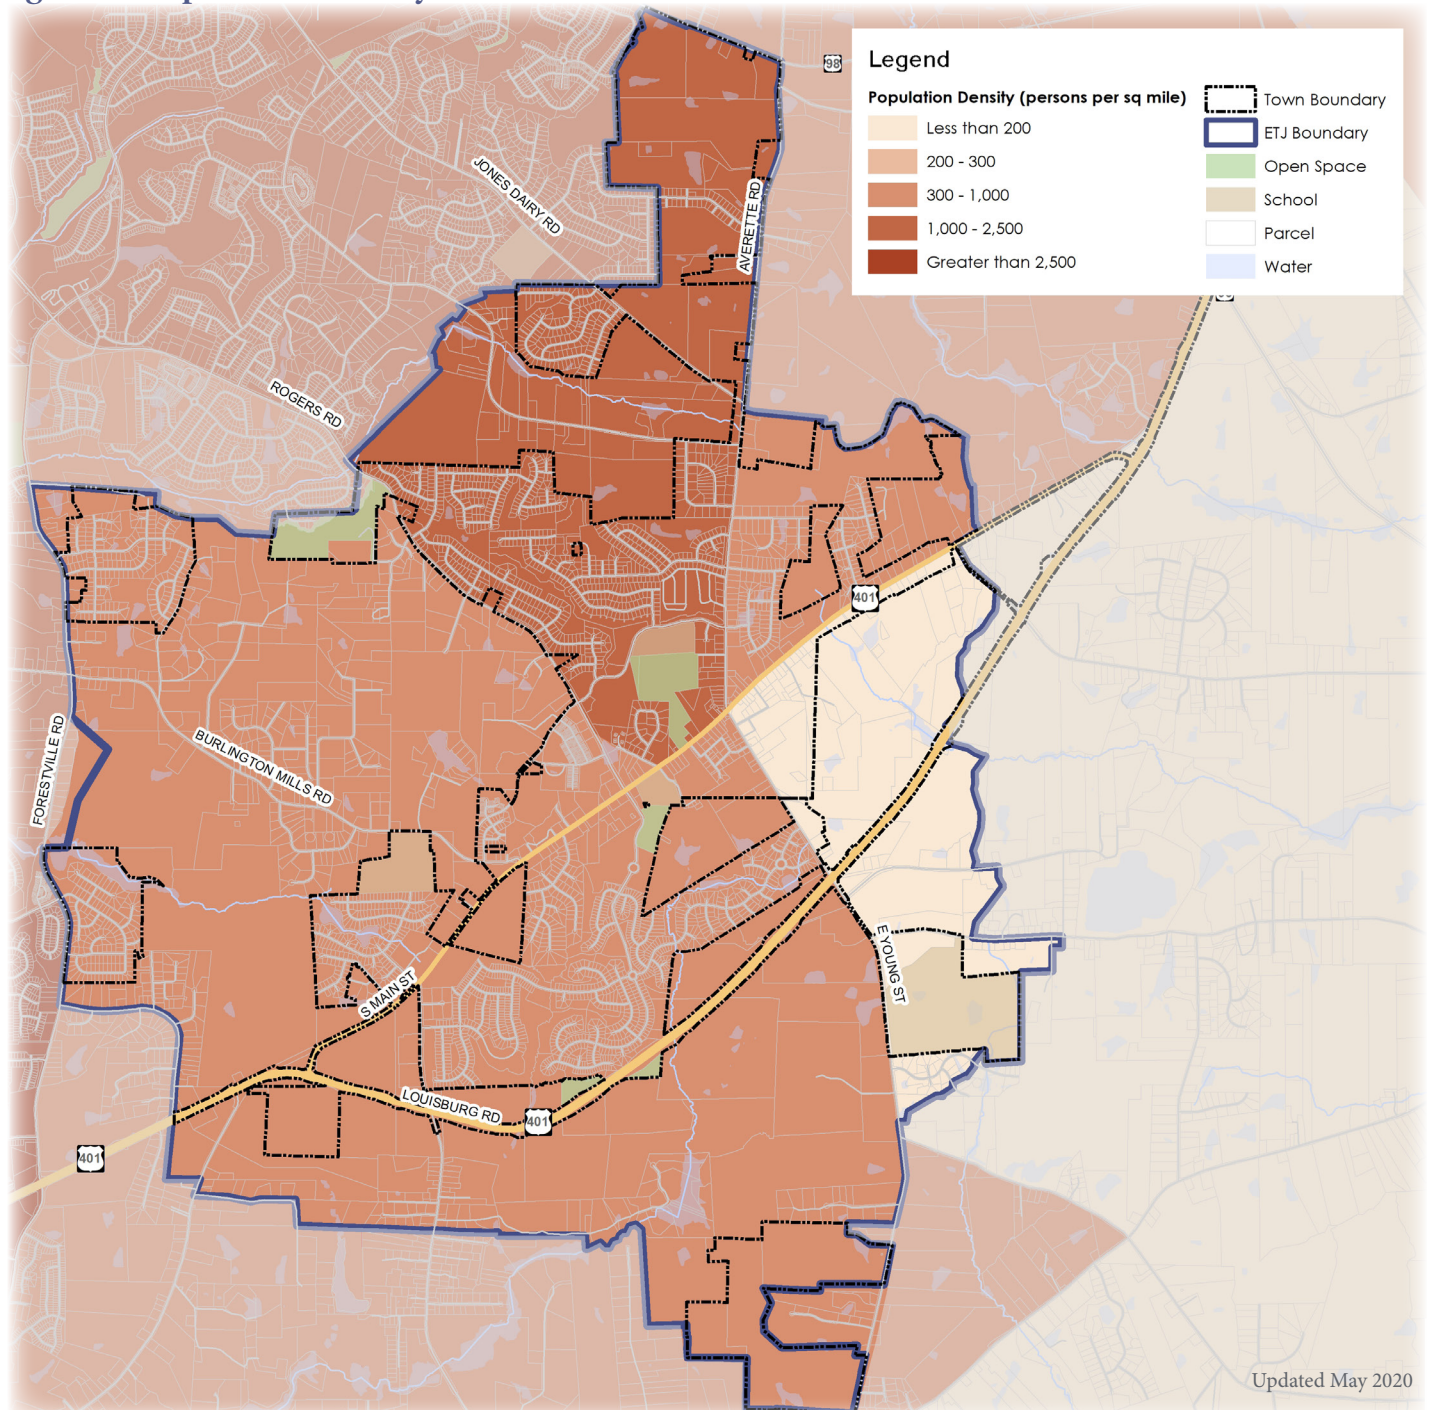 98
Legend
Population Density (persons per sq mile)
Less than 200
200 - 300
300 - 1,000
1,000 - 2,500
Greater than 2,500
Town Boundary
ETJ Boundary
Open Space
School
Parcel
Water
JONES DAIRY RD
AVERETTE RD
ROGERS RD
401
FORESTVILLE RD
BURLINGTON MILLS RD
E YOUNG ST
S MAIN ST
LOUISBURG RD
401
401
Updated May 2020